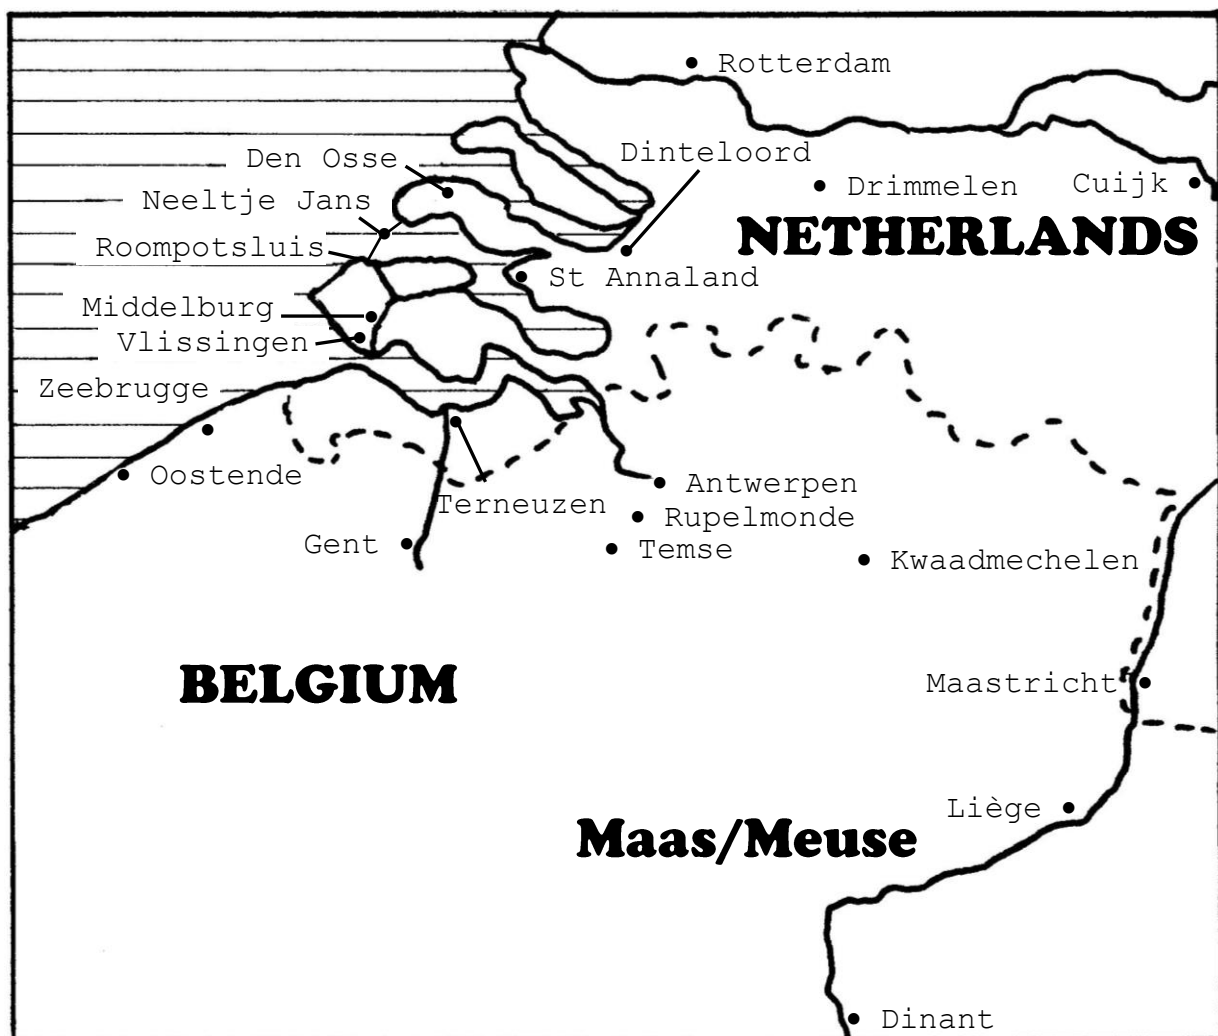 Rotterdam
Dinteloord
Den Osse
Drimmelen
Cuijk
Neeltje Jans
NETHERLANDS
Roompotsluis
St Annaland
Middelburg
Vlissingen
Zeebrugge
Oostende
Antwerpen
Terneuzen
Rupelmonde
Gent
Temse
Kwaadmechelen
BELGIUM
Maastricht
Liège
Maas/Meuse
Dinant